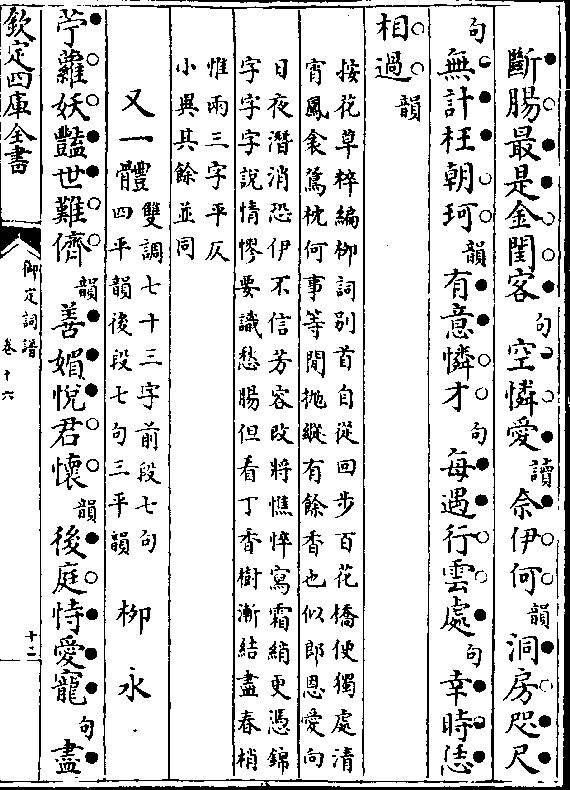 斷腸最是金閨客句空憐愛讀奈伊何韻洞房咫尺
句無計枉朝珂韻有意憐才句每遇行雲處句幸時恁
相過韻
按花草粹編柳詞別首自從回步百花橋便獨處清
宵鳳衾鴛枕何事等閒拋縱有餘香也似郎恩愛向
日夜潛消恐伊不信芳容改將憔悴寫霜綃更憑錦
字字字說情憀要識愁腸但看丁香樹漸結盡春梢
惟兩三字平仄
小異其餘並同
又一體雙調七十三字前段七句
四平韻後段七句三平韻
柳永
苧蘿妖豔世難儕韻善媚悅君懷韻後庭恃愛寵句盡
欽定四庫全書
御定詞譜
卷十六
十二